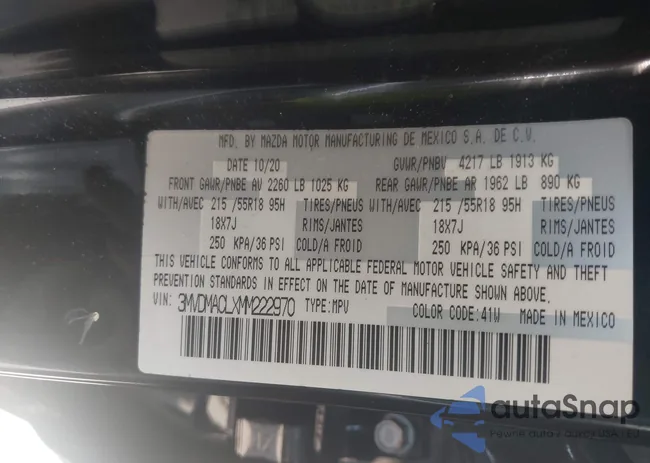 MFD. BY MAZDA MOTOR MANUFACTURING DE MEXICO S.A. DE C.V.
DATE 10/20 GVWR/PNBV 4217 LB 1913 KG
FRONT GAWR/PNBE AV 2260 LB 1025 KG REAR GAWR/PNBE AR 1962 LB 890 KG
WITH/AVEC 215 /55R18 95H TIRES/PNEUS WITH/AVEC 215 /55R18 95H TIRES/PNEUS
18X7J RIMS/JANTES 18X7J RIMS/JANTES
250 KPA/36 PSI COLD/A FROID 250 KPA/36 PSI COLD/A FROID
THIS VEHICLE CONFORMS TO ALL APPLICABLE FEDERAL MOTOR VEHICLE SAFETY AND THEFT
PREVENTION STANDARDS IN EFFECT ON THE DATE OF MANUFACTURE SHOWN ABOVE.
VIN: 3MVDMACLXMM222970 TYPE:MPV COLOR CODE:41W MADE IN MEXICO
autoSnap